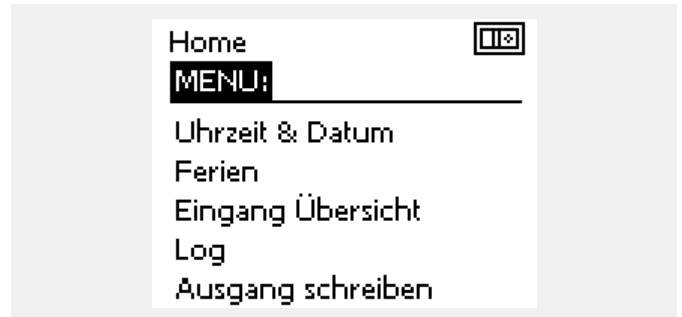 Home
MENU:
Uhrzeit & Datum
Ferien
Eingang Übersicht
Log
Ausgang schreiben